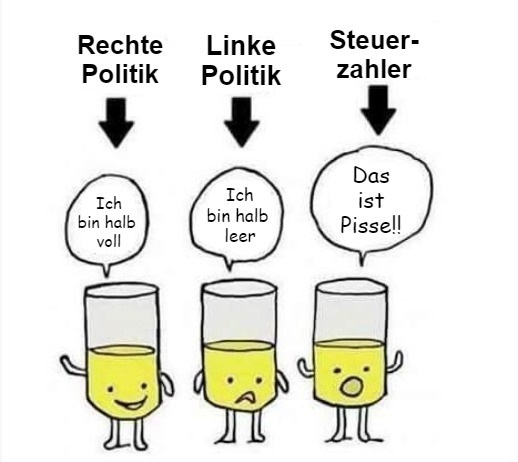 Rechte
Politik
Linke
Politik
Steuer-
zahler
Ich
bin halb
voll
Ich
bin halb
leer
Das
ist
Pisse!!